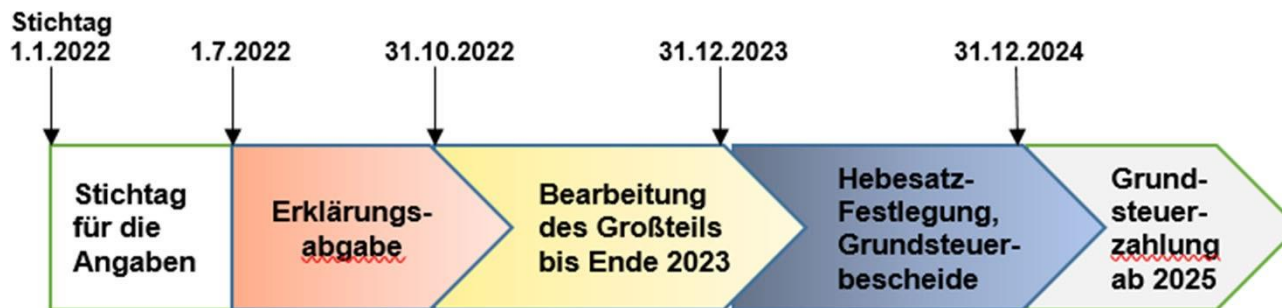 Stichtag
1.1.2022
1.7.2022
31.10.2022
31.12.2023
31.12.2024
Stichtag
für die
Angaben
Erklärungs-
abgabe
Bearbeitung
des Großteils
bis Ende 2023
Hebesatz-
Festlegung,
Grundsteuer-
bescheide
Grund-
steuer-
zahlung
ab 2025